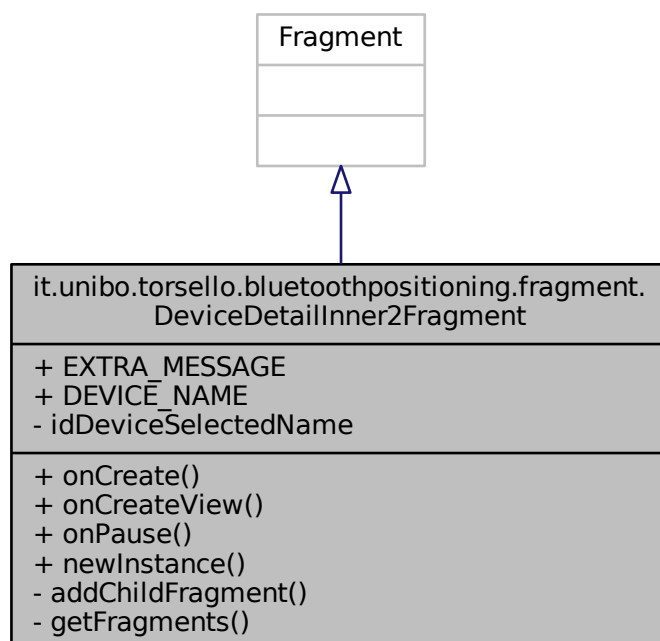 Fragment
it.unibo.torsello.bluetoothpositioning.fragment.
DeviceDetailInner2Fragment
+ EXTRA_MESSAGE
+ DEVICE_NAME
- idDeviceSelectedName
+ onCreate()
+ onCreateView()
+ onPause()
+ newInstance()
- addChildFragment()
- getFragments()